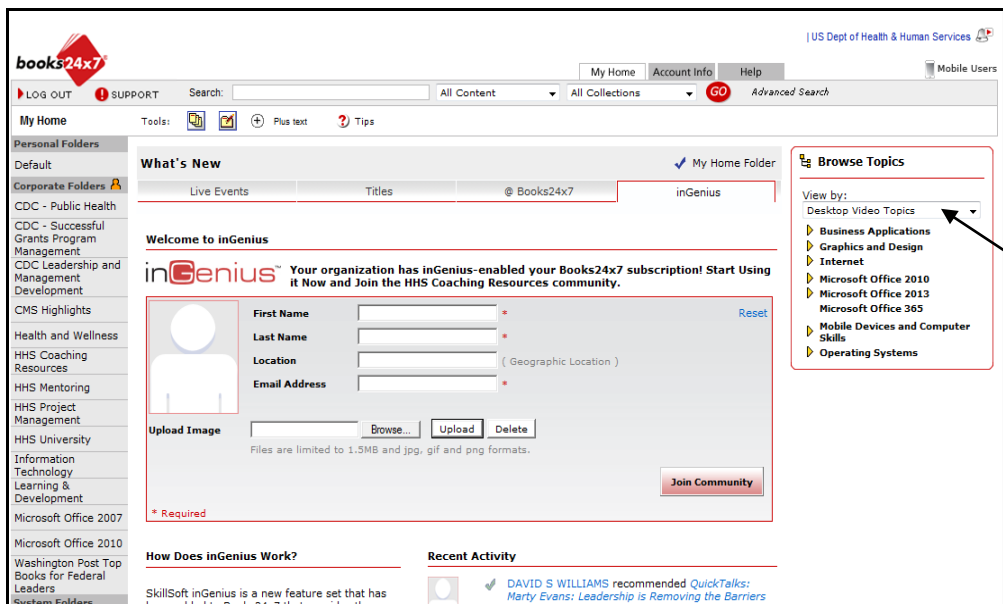 | US Dept of Health & Human Services
books24x7
My Home Account Info Help
Mobile Users
LOG OUT SUPPORT Search: All Content All Collections GO Advanced Search
My Home Tools: Plus text Tips
Personal Folders
Default
Corporate Folders
CDC - Public Health
CDC - Successful
Grants Program
Management
CDC Leadership and
Management
Development
CMS Highlights
Health and Wellness
HHS Coaching
Resources
HHS Mentoring
HHS Project
Management
HHS University
Information
Technology
Learning &
Development
Microsoft Office 2007
Microsoft Office 2010
Washington Post Top
Books for Federal
Leaders
System Folders
What's New My Home Folder
Live Events Titles @ Books24x7 inGenius
Welcome to inGenius
inGenius™ Your organization has inGenius-enabled your Books24x7 subscription! Start Using
it Now and Join the HHS Coaching Resources community.
First Name * Reset
Last Name *
Location ( Geographic Location )
Email Address *
Upload Image Browse... Upload Delete
Files are limited to 1.5MB and jpg, gif and png formats.
Join Community
* Required
How Does inGenius Work?
SkillSoft inGenius is a new feature set that has
Recent Activity
DAVID S WILLIAMS recommended QuickTalks:
Marty Evans: Leadership is Removing the Barriers
Browse Topics
View by:
Desktop Video Topics
Business Applications
Graphics and Design
Internet
Microsoft Office 2010
Microsoft Office 2013
Microsoft Office 365
Mobile Devices and Computer
Skills
Operating Systems